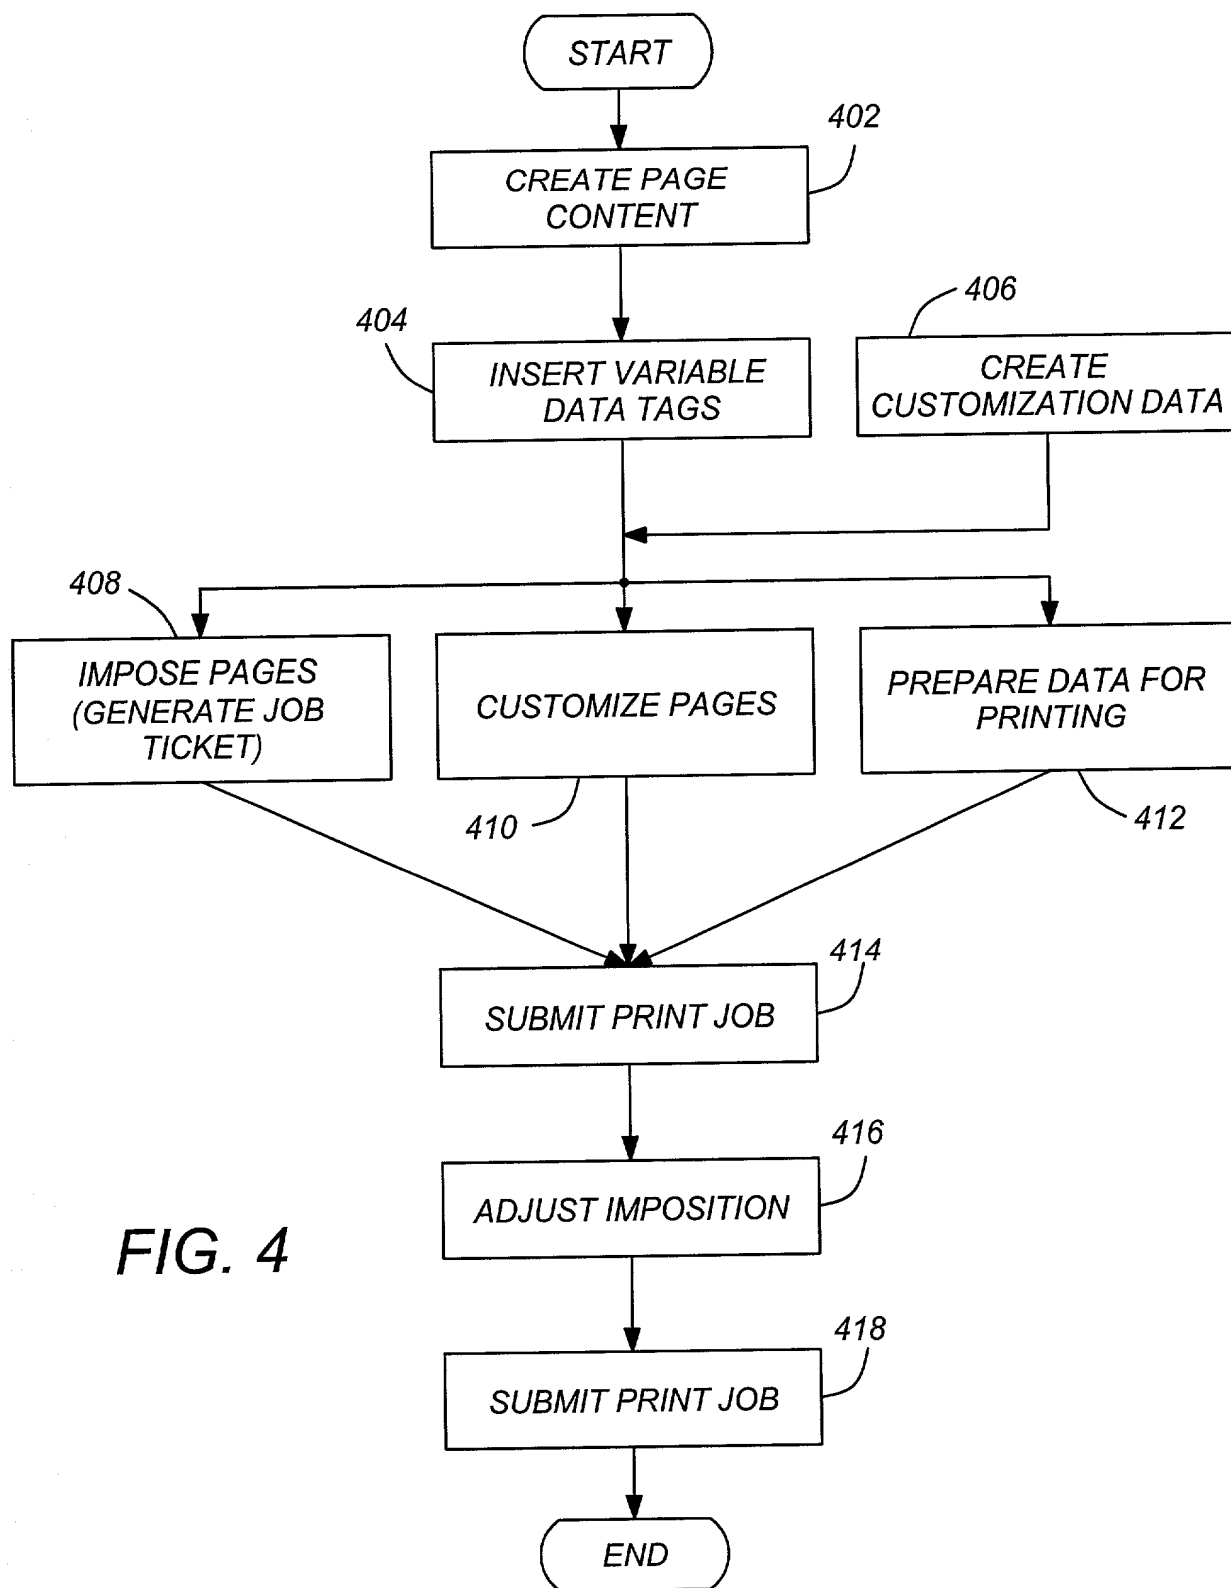 START
402
CREATE PAGE
CONTENT
404
INSERT VARIABLE
DATA TAGS
406
CREATE
CUSTOMIZATION DATA
408
IMPOSE PAGES
(GENERATE JOB
TICKET)
CUSTOMIZE PAGES
410
PREPARE DATA FOR
PRINTING
412
414
SUBMIT PRINT JOB
416
ADJUST IMPOSITION
FIG. 4
418
SUBMIT PRINT JOB
END